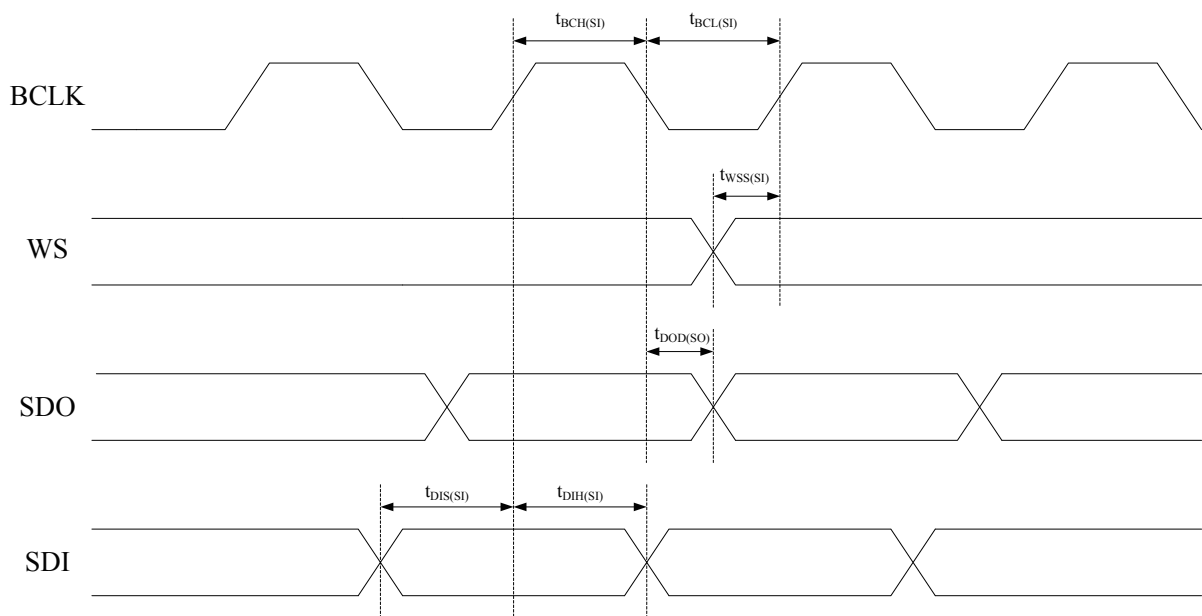 tBCH(SI) tBCL(SI)
BCLK
tWSS(SI)
WS
tDOD(SO)
SDO
tDIS(SI) tDIH(SI)
SDI